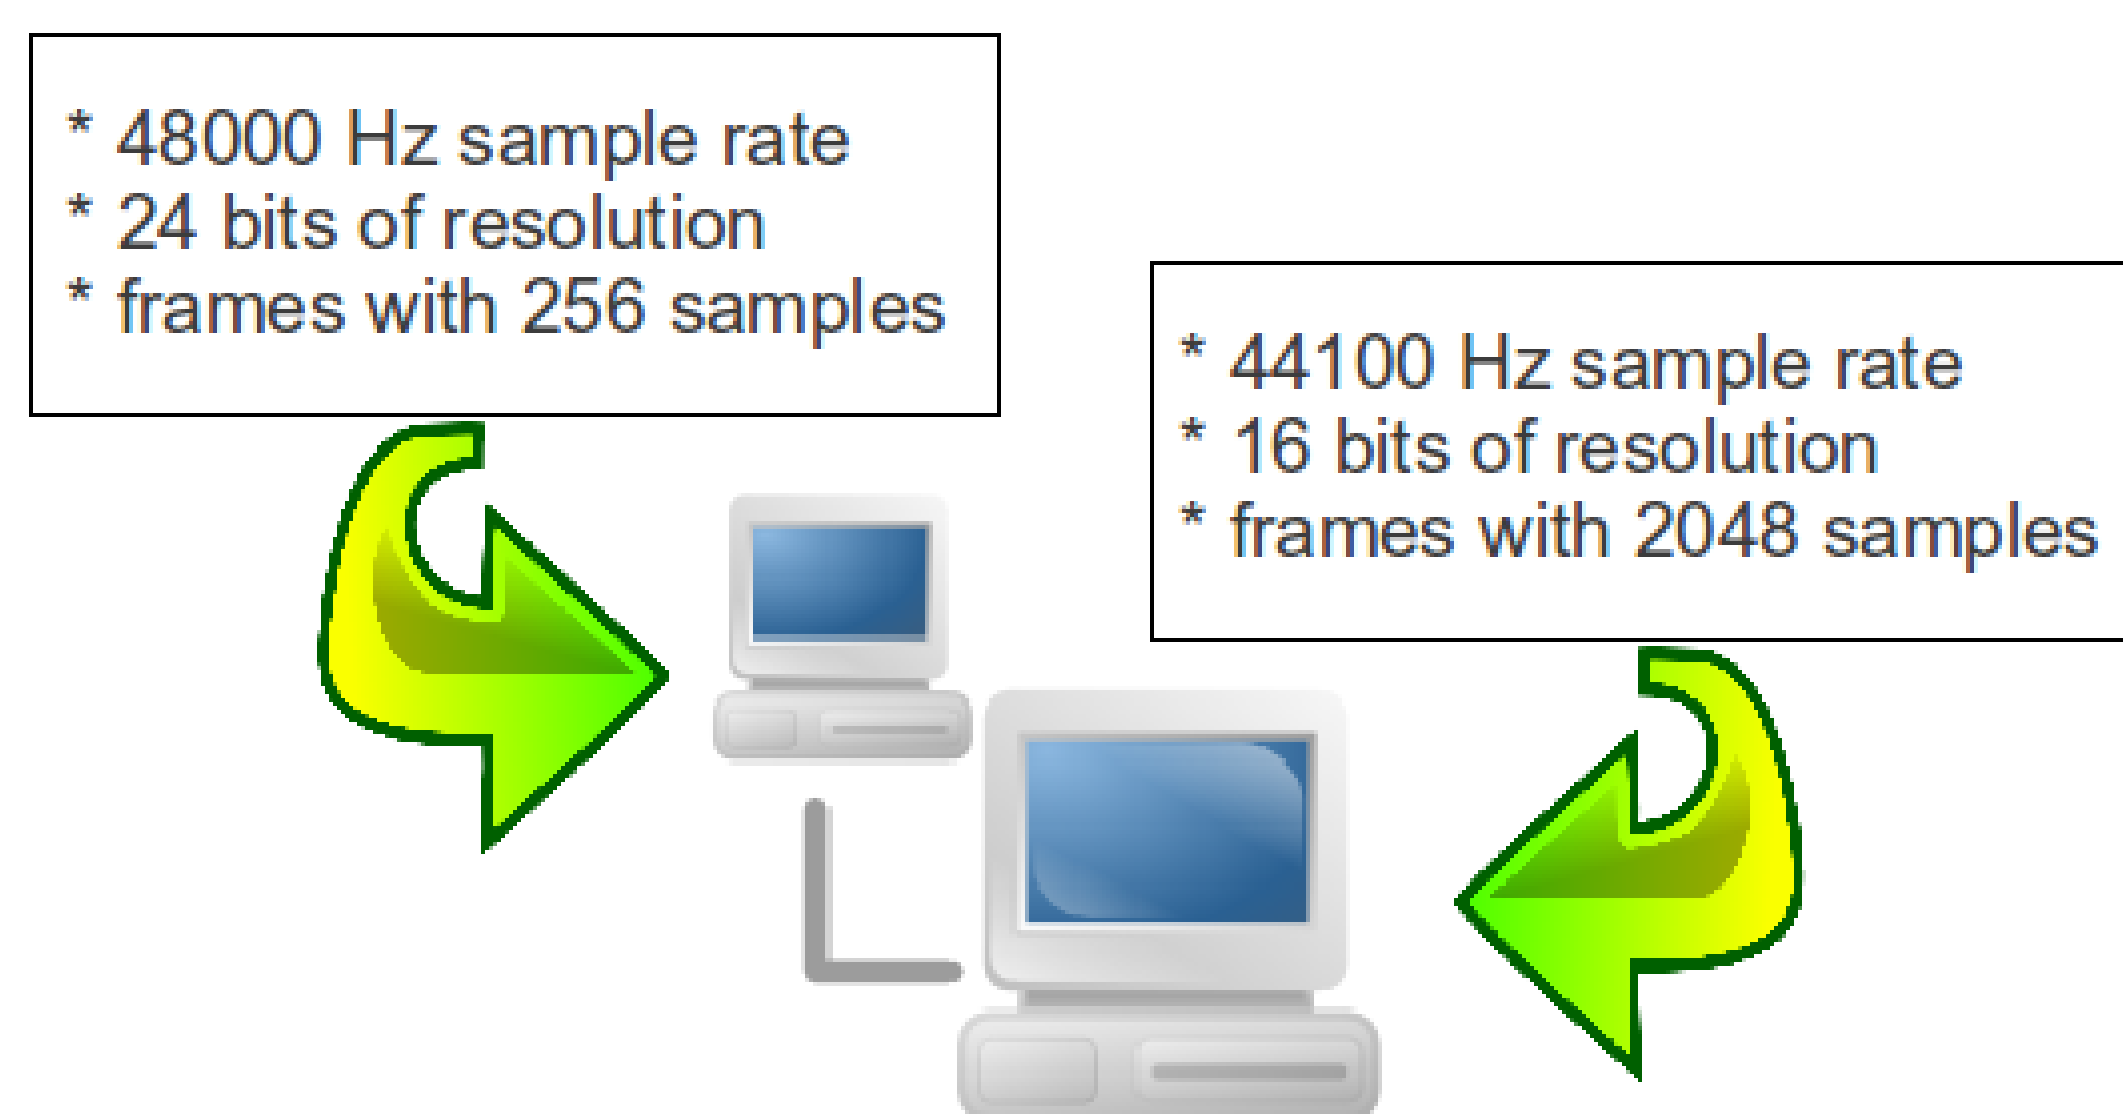 * 48000 Hz sample rate
* 24 bits of resolution
* frames with 256 samples
* 44100 Hz sample rate
* 16 bits of resolution
* frames with 2048 samples